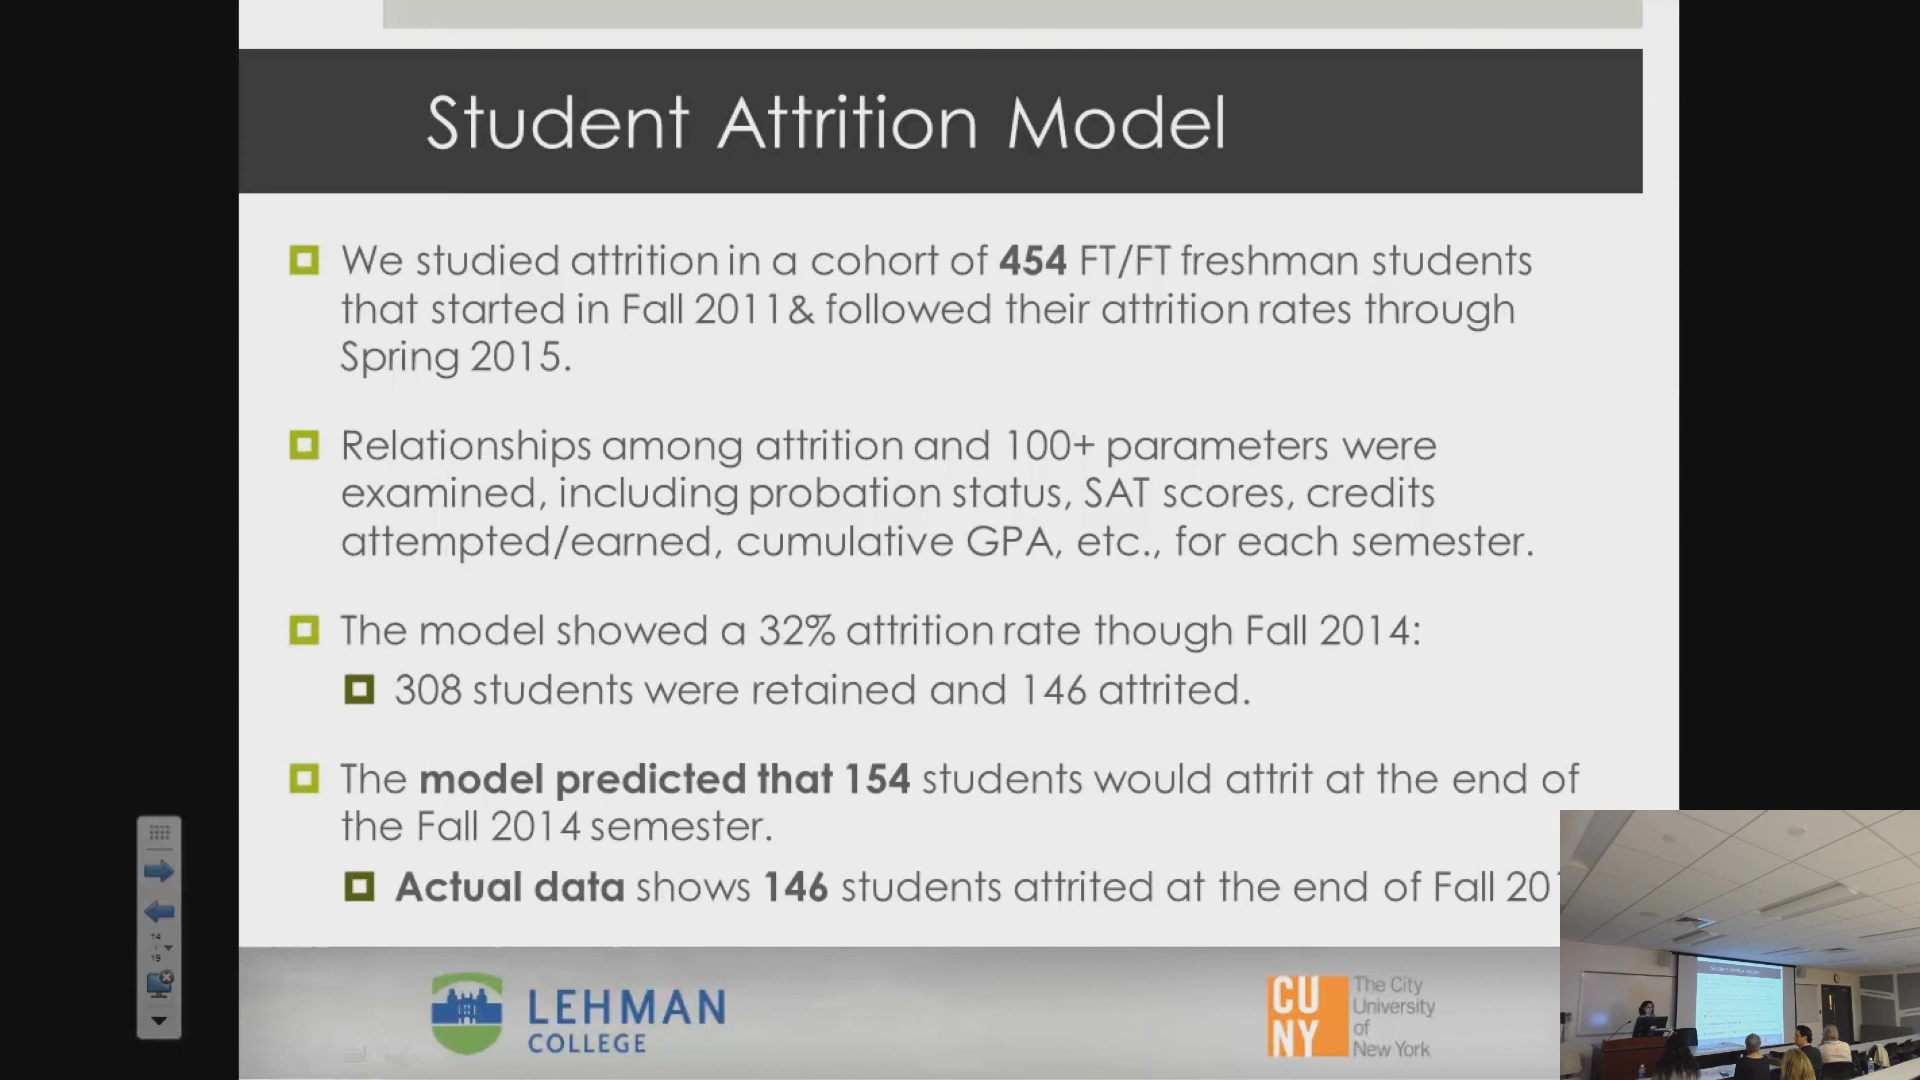 Student Attrition Model
We studied attrition in a cohort of 454 FT/FT freshman students
that started in Fall 2011& followed their attrition rates through
Spring 2015.
Relationships among attrition and 100+ parameters were
examined, including probation status, SAT scores, credits
attempted/earned, cumulative GPA, etc., for each semester.
The model showed a 32% attrition rate though Fall 2014:
308 students were retained and 146 attrited.
The model predicted that 154 students would attrit at the end of
the Fall 2014 semester.
Actual data shows 146 students attrited at the end of Fall 20
14
19
LEHMAN
COLLEGE
CU
NY
The City
University
of
New York
Student Attrition Model